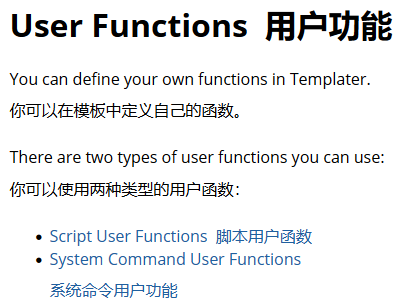 User Functions 用户功能
You can define your own functions in Templater.
你可以在模板中定义自己的函数。
There are two types of user functions you can use:
你可以使用两种类型的用户函数：
Script User Functions 脚本用户函数
System Command User Functions
系统命令用户功能